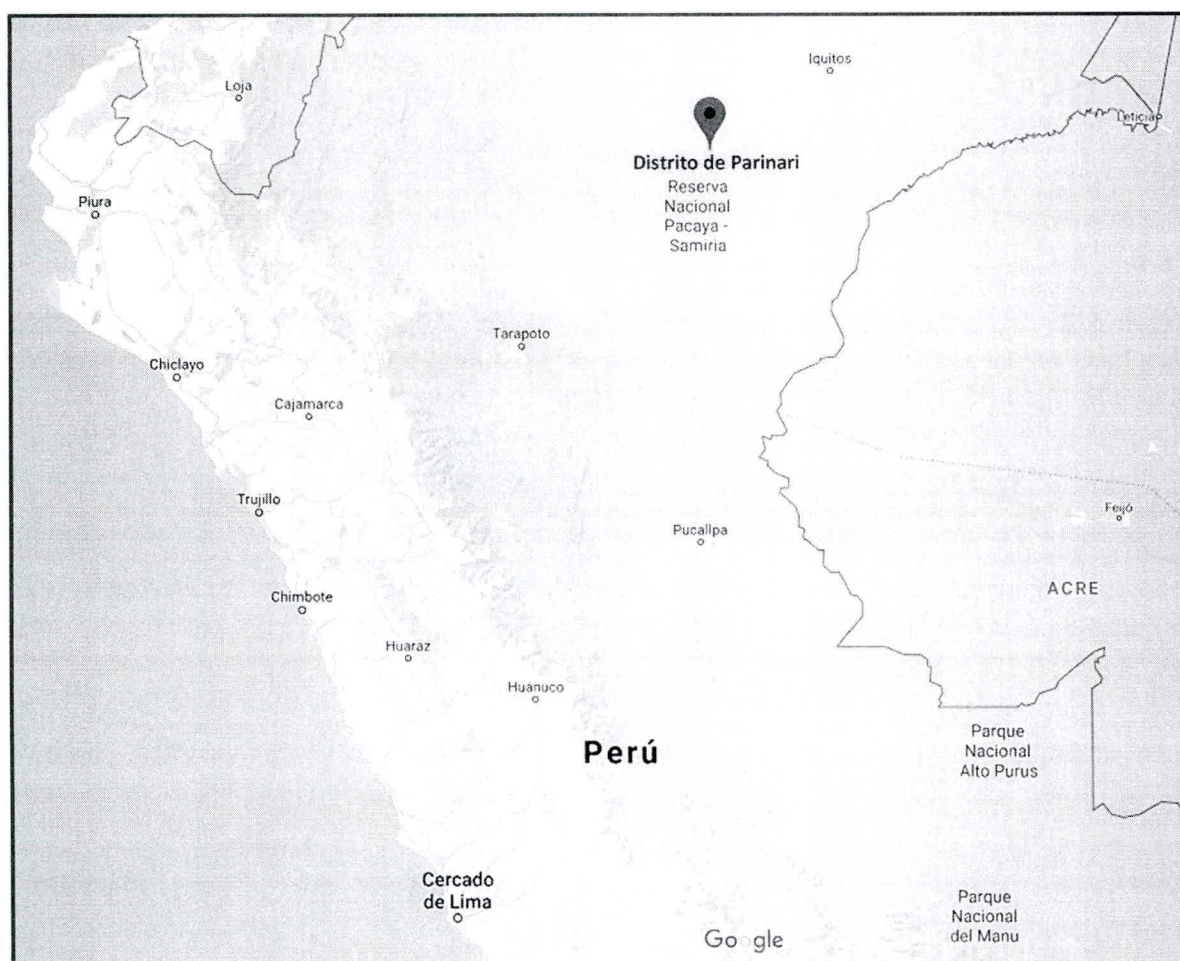 Iquitos
Loja
Leticia
Distrito de Parinari
Reserva
Nacional
Pacaya -
Samiria
Piura
Tarapoto
Chiclayo
Cajamarca
Trujillo
Feijó
Pucallpa
ACRE
Chimbote
Huaraz
Huánuco
Parque
Nacional
Alto Purus
Perú
Cercado
de Lima
Parque
Nacional
del Manu
Google